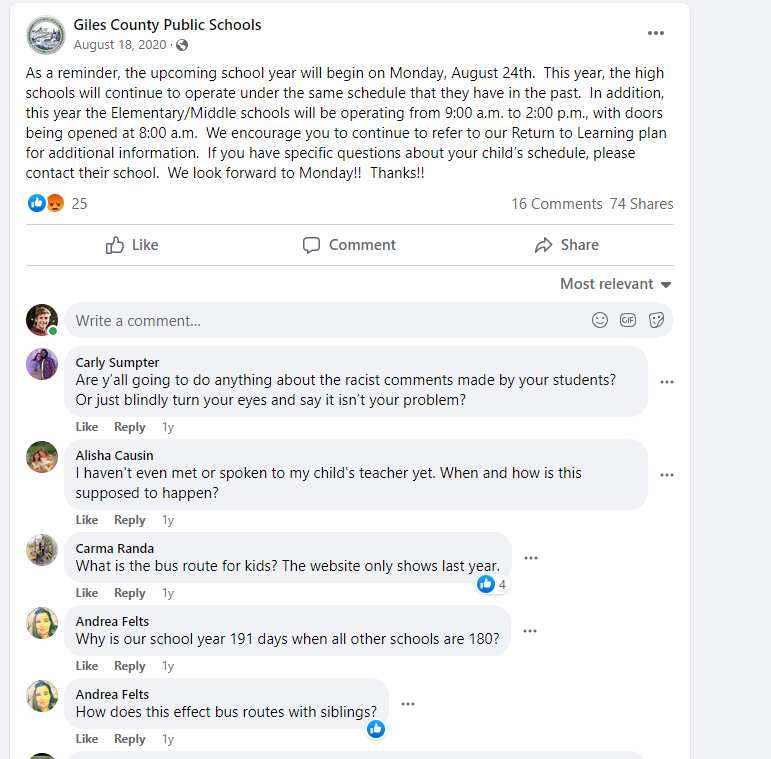 Giles County Public Schools
August 18, 2020 ·
As a reminder, the upcoming school year will begin on Monday, August 24th.  This year, the high
schools will continue to operate under the same schedule that they have in the past.  In addition,
this year the Elementary/Middle schools will be operating from 9:00 a.m. to 2:00 p.m., with doors
being opened at 8:00 a.m.  We encourage you to continue to refer to our Return to Learning plan
for additional information.  If you have specific questions about your child's schedule, please
contact their school.  We look forward to Monday!!  Thanks!!
25 16 Comments 74 Shares
Like Comment Share
Most relevant
Write a comment... GIF
Carly Sumpter
Are y'all going to do anything about the racist comments made by your students?
Or just blindly turn your eyes and say it isn't your problem?
Like Reply 1y
Alisha Causin
I haven't even met or spoken to my child's teacher yet. When and how is this
supposed to happen?
Like Reply 1y
Carma Randa
What is the bus route for kids? The website only shows last year.
4
Like Reply 1y
Andrea Felts
Why is our school year 191 days when all other schools are 180?
Like Reply 1y
Andrea Felts
How does this effect bus routes with siblings?
Like Reply 1y